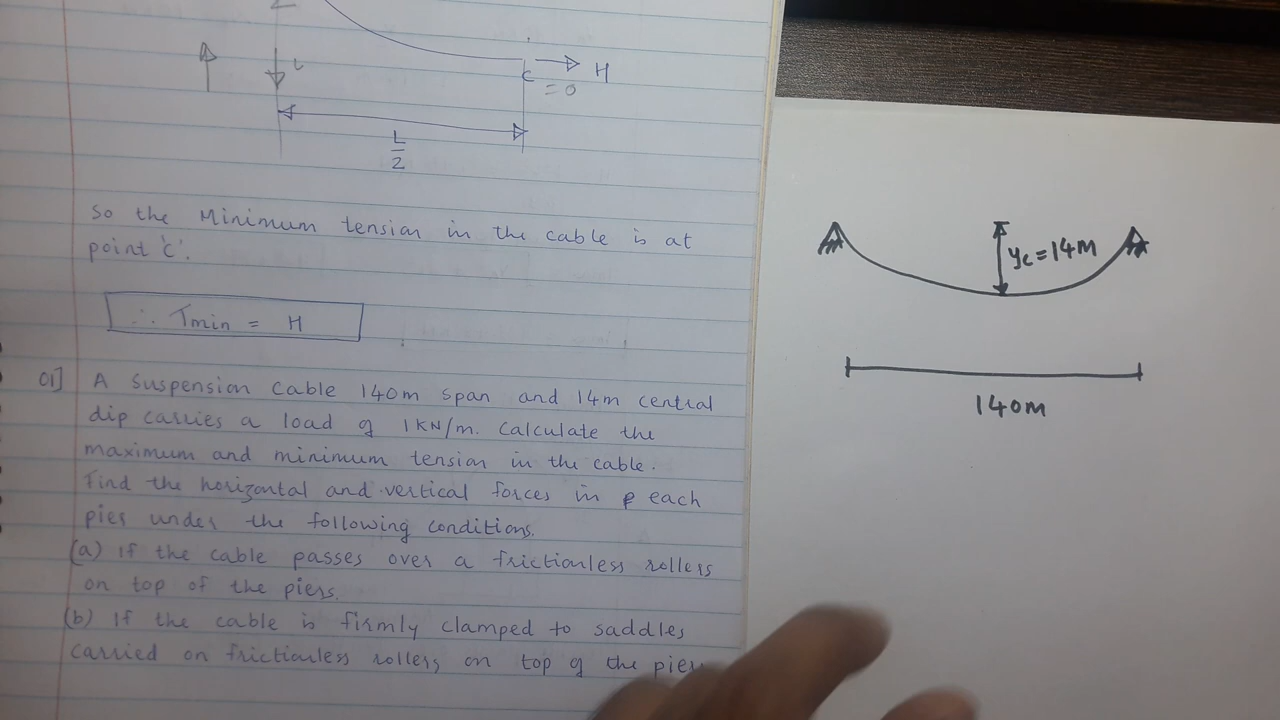 H
C
= 0
L
2
So the Minimum tension in the cable is at
point 'C'.
∴ Tmin = H
01] A Suspension cable 140m span and 14m central
dip carries a load of 1KN/m. Calculate the
maximum and minimum tension in the cable.
Find the horizontal and vertical forces in each
pier under the following conditions.
(a) If the cable passes over a frictionless rollers
on top of the piers.
(b) If the cable is firmly clamped to saddles
carried on frictionless rollers on top of the pier
yc = 14M
140M